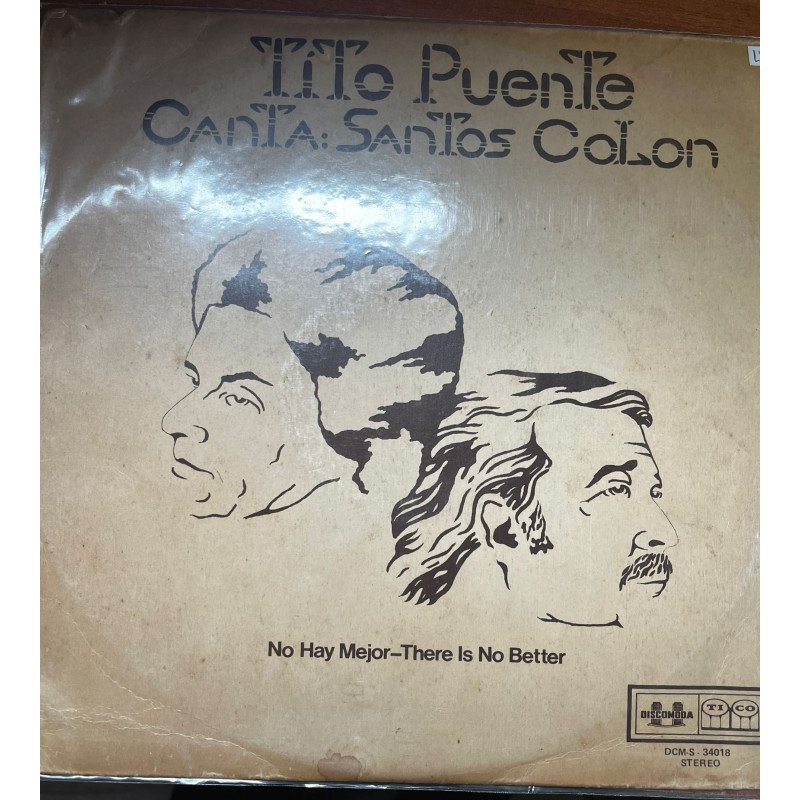 Tito Puente
Canta: Santos Colon
No Hay Mejor–There Is No Better
DISCOMODA
TICO
DCM-S - 34018
STEREO